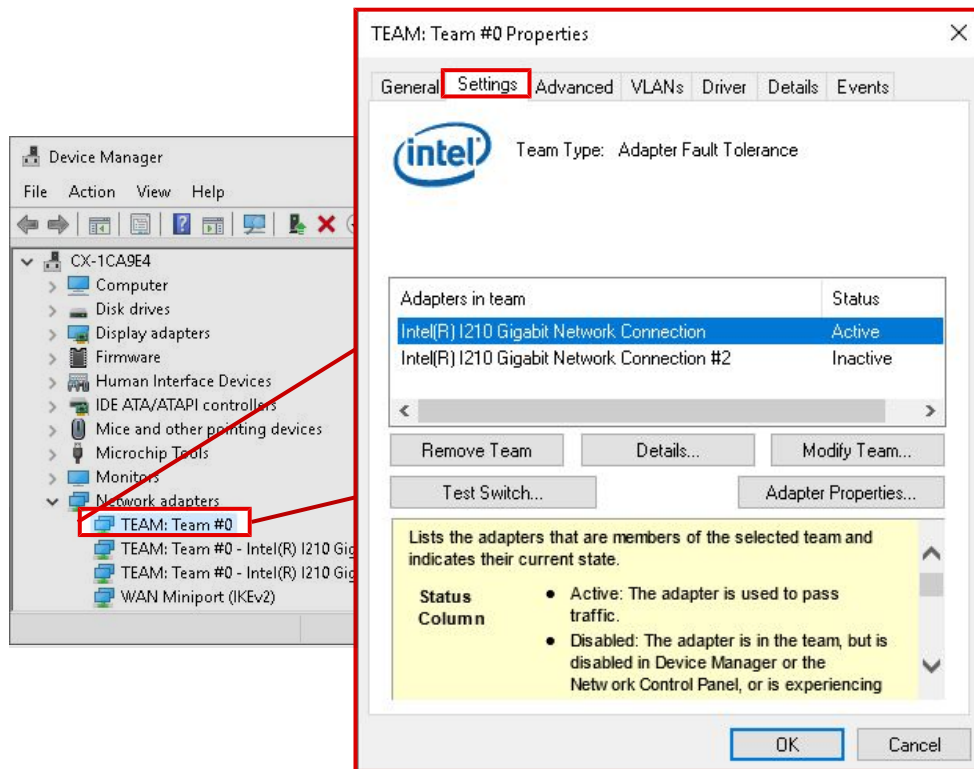 TEAM: Team #0 Properties
General Settings Advanced VLANs Driver Details Events
intel
Team Type: Adapter Fault Tolerance
Adapters in team Status
Intel(R) I210 Gigabit Network Connection Active
Intel(R) I210 Gigabit Network Connection #2 Inactive
Remove Team Details... Modify Team...
Test Switch... Adapter Properties...
Lists the adapters that are members of the selected team and
indicates their current state.
Status
Column
• Active: The adapter is used to pass
traffic.
• Disabled: The adapter is in the team, but is
disabled in Device Manager or the
Network Control Panel, or is experiencing
OK Cancel
Device Manager
File Action View Help
CX-1CA9E4
Computer
Disk drives
Display adapters
Firmware
Human Interface Devices
IDE ATA/ATAPI controllers
Mice and other pointing devices
Microchip Tools
Monitors
Network adapters
TEAM: Team #0
TEAM: Team #0 - Intel(R) I210 Gig
TEAM: Team #0 - Intel(R) I210 Gig
WAN Miniport (IKEv2)